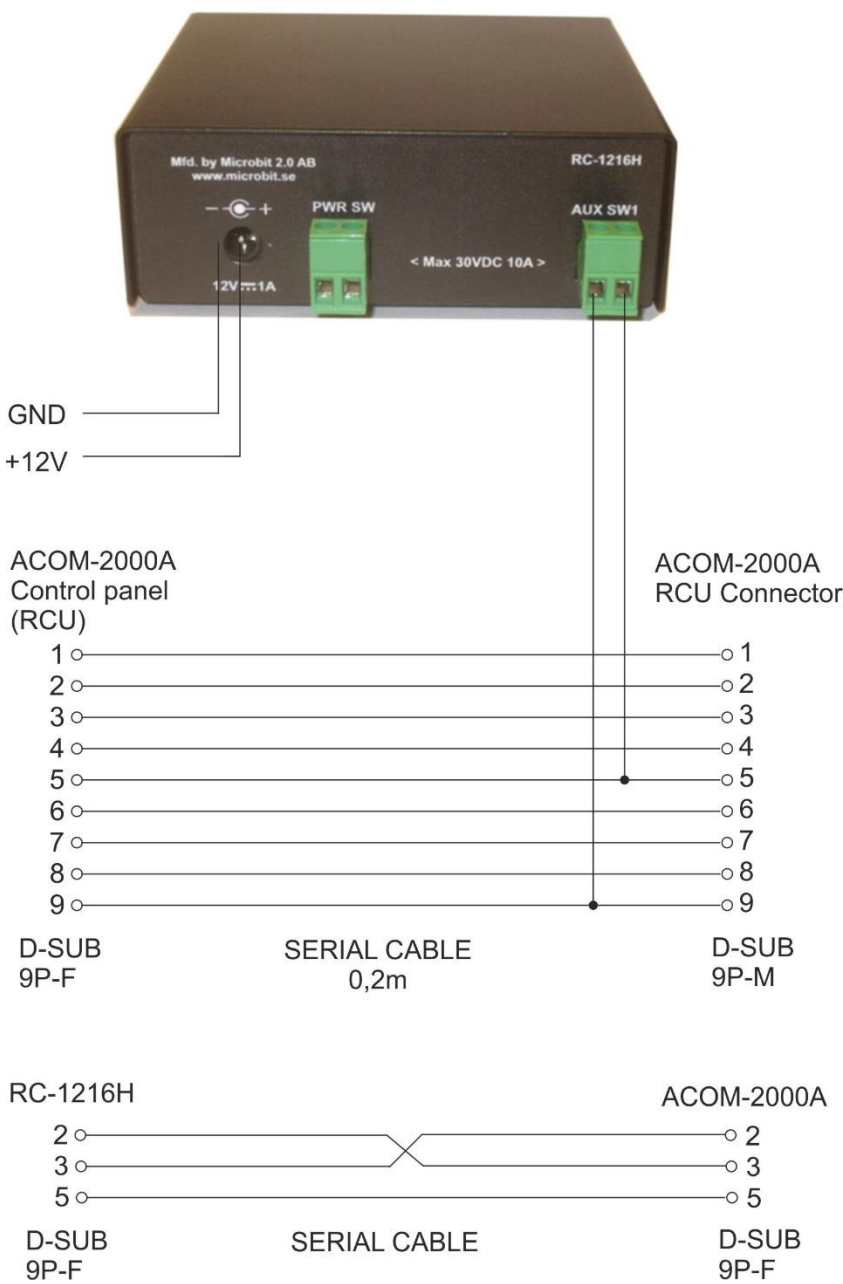 Mfd. by Microbit 2.0 AB
www.microbit.se
RC-1216H
- +
PWR SW
AUX SW1
< Max 30VDC 10A >
12V 1A
GND
+12V
ACOM-2000A
Control panel
(RCU)
ACOM-2000A
RCU Connector
1 1
2 2
3 3
4 4
5 5
6 6
7 7
8 8
9 9
D-SUB
9P-F
SERIAL CABLE
0,2m
D-SUB
9P-M
RC-1216H
ACOM-2000A
2 2
3 3
5 5
D-SUB
9P-F
SERIAL CABLE
D-SUB
9P-F